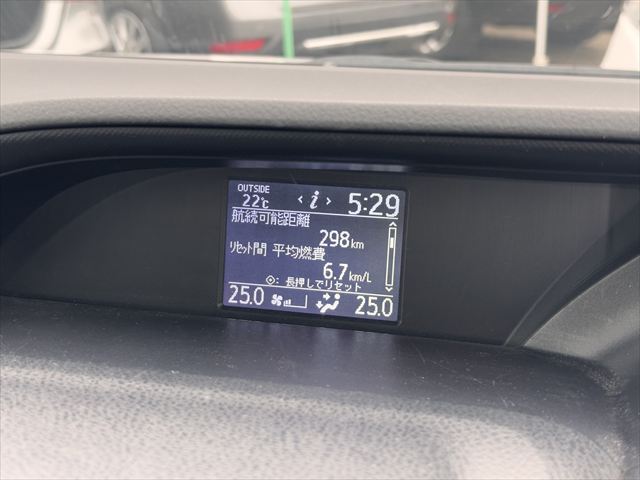 OUTSIDE
22℃ < i > 5:29
航続可能距離
298km
リセット間 平均燃費
6.7km/L
⊙: 長押しでリセット
25.0 25.0